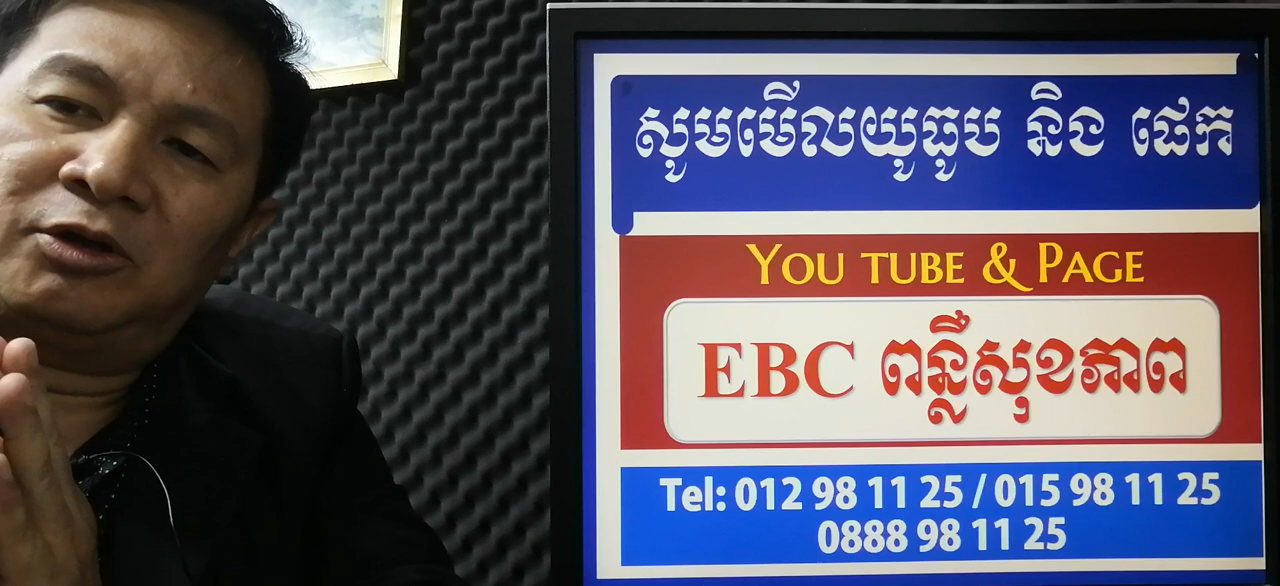 សូមមើលយូធូប និង ផេក
YOU TUBE & PAGE
EBC ពន្លឺសុខភាព
Tel: 012 98 11 25 / 015 98 11 25
0888 98 11 25